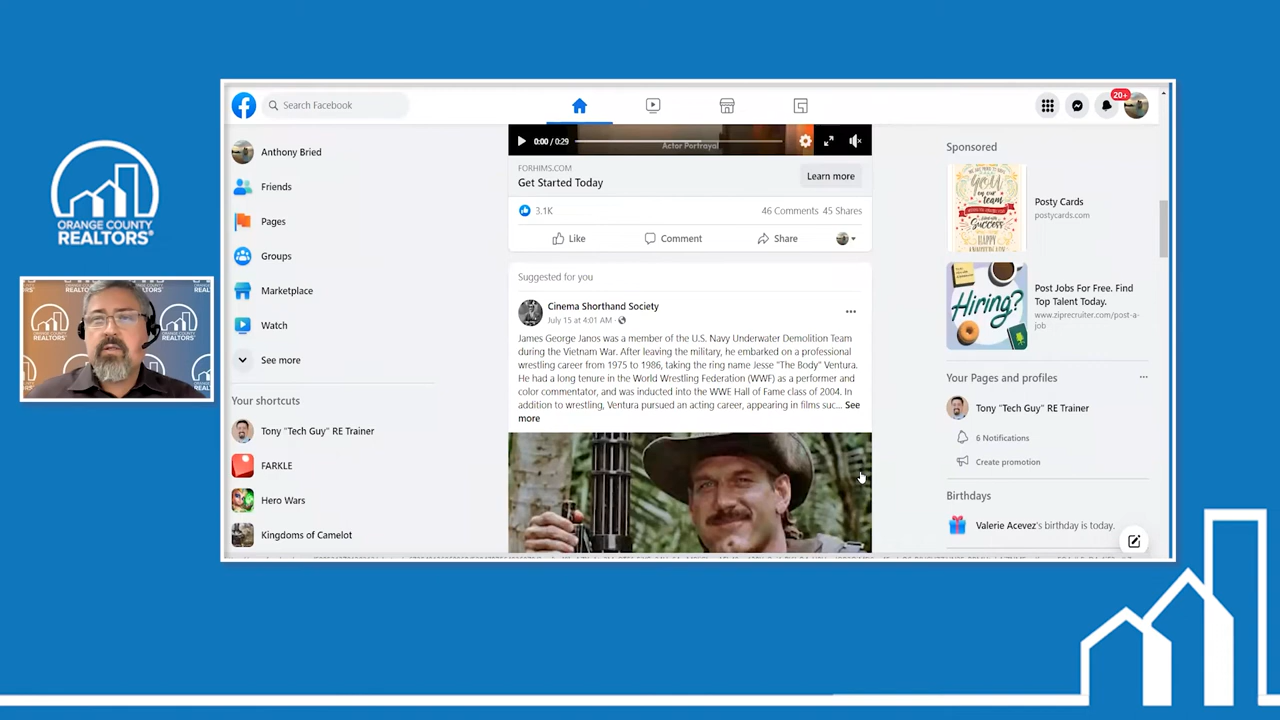 ORANGE COUNTY
REALTORS®
Search Facebook
20+
Anthony Bried
Friends
Pages
Groups
Marketplace
Watch
See more
Your shortcuts
Tony "Tech Guy" RE Trainer
FARKLE
Hero Wars
Kingdoms of Camelot
0:00 / 0:29
Actor Portrayal
FORHIMS.COM
Get Started Today
Learn more
3.1K
46 Comments 45 Shares
Like
Comment
Share
Suggested for you
Cinema Shorthand Society
July 15 at 4:01 AM ·
James George Janos was a member of the U.S. Navy Underwater Demolition Team
during the Vietnam War. After leaving the military, he embarked on a professional
wrestling career from 1975 to 1986, taking the ring name Jesse "The Body" Ventura.
He had a long tenure in the World Wrestling Federation (WWF) as a performer and
color commentator, and was inducted into the WWE Hall of Fame class of 2004. In
addition to wrestling, Ventura pursued an acting career, appearing in films suc... See
more
Sponsored
YOU
on our
team
Success
Posty Cards
postycards.com
Hiring?
Post Jobs For Free. Find
Top Talent Today.
www.ziprecruiter.com/post-a-
job
Your Pages and profiles
Tony "Tech Guy" RE Trainer
6 Notifications
Create promotion
Birthdays
Valerie Acevez's birthday is today.